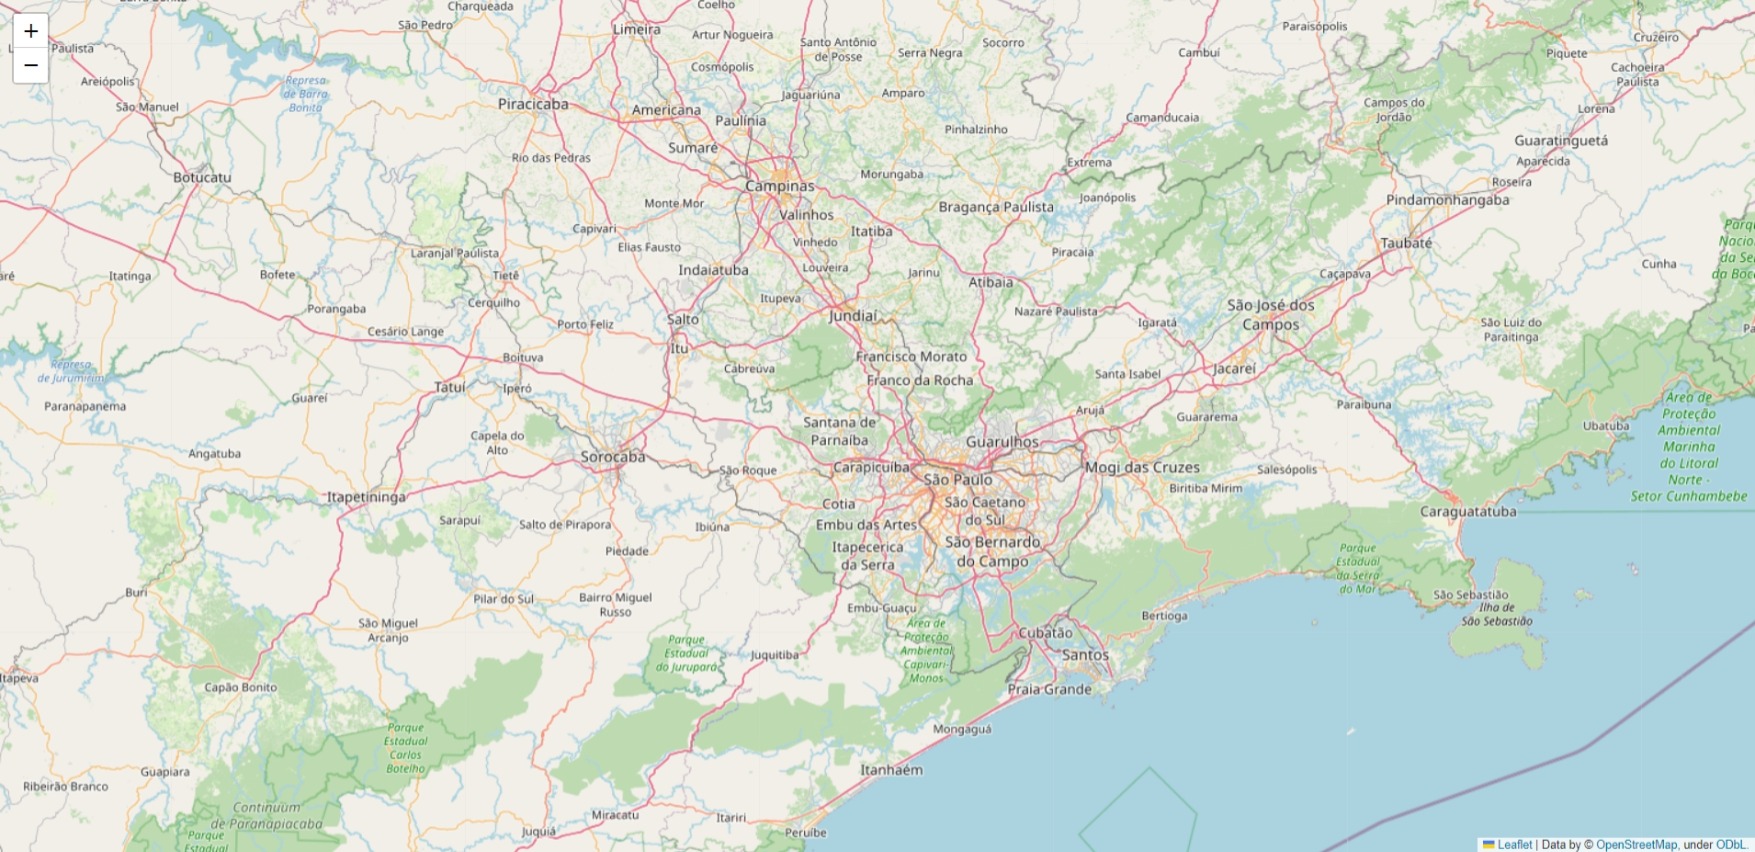 Charqueada
Coelho
São Pedro
Limeira
Artur Nogueira
Santo Antônio
de Posse
Socorro
Serra Negra
Paraisópolis
Cambuí
Piquete
Cruzeiro
Cachoeira
Paulista
+
−
Paulista
Areiópolis
Represa
de Barra
Bonita
Cosmópolis
São Manuel
Piracicaba
Americana
Paulínia
Jaguariúna
Amparo
Pinhalzinho
Camanducaia
Campos do
Jordão
Lorena
Guaratinguetá
Aparecida
Roseira
Sumaré
Rio das Pedras
Botucatu
Campinas
Morungaba
Extrema
Joanópolis
Pindamonhangaba
Monte Mor
Valinhos
Bragança Paulista
Capivari
Elias Fausto
Vinhedo
Itatiba
Piracaia
Taubaté
Cunha
Laranjal Paulista
Itatinga
Bofete
Tietê
Indaiatuba
Louveira
Jarinu
Atibaia
Caçapava
Porangaba
Cerquilho
Itupeva
Nazaré Paulista
São José dos
Campos
Cesário Lange
Porto Feliz
Salto
Jundiaí
Igaratá
São Luiz do
Paraitinga
Represa
de Jurumirim
Boituva
Itu
Cabreúva
Francisco Morato
Franco da Rocha
Santa Isabel
Jacareí
Paranapanema
Guareí
Tatuí
Iperó
Arujá
Guararema
Paraibuna
Área de
Proteção
Ambiental
Marinha
do Litoral
Norte -
Setor Cunhambebe
Ubatuba
Capela do
Alto
Santana de
Parnaíba
Guarulhos
Angatuba
Sorocaba
São Roque
Carapicuíba
São Paulo
Mogi das Cruzes
Salesópolis
Biritiba Mirim
Itapetininga
Cotia
São Caetano
do Sul
Caraguatatuba
Sarapuí
Salto de Pirapora
Ibiúna
Embu das Artes
Piedade
Itapecerica
da Serra
São Bernardo
do Campo
Parque
Estadual
da Serra
do Mar
Buri
Pilar do Sul
Bairro Miguel
Russo
Embu-Guaçu
Bertioga
São Sebastião
Ilha de
São Sebastião
São Miguel
Arcanjo
Parque
Estadual
do Jurupará
Juquitiba
Área de
Proteção
Ambiental
Capivari-
Monos
Cubatão
Santos
Itapeva
Capão Bonito
Praia Grande
Mongaguá
Parque
Estadual
Carlos
Botelho
Guapiara
Itanhaém
Ribeirão Branco
Continuum
de Paranapiacaba
Parque
Estadual
Miracatu
Juquiá
Itariri
Peruíbe
Leaflet | Data by © OpenStreetMap, under ODbL.